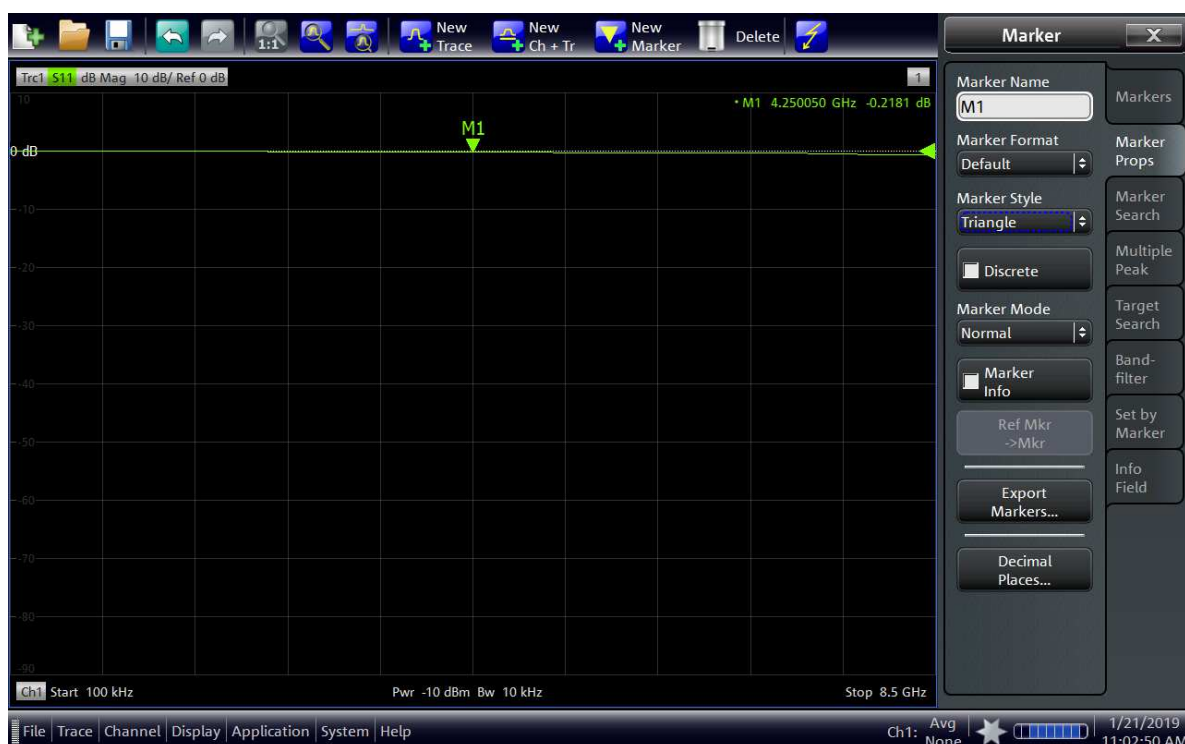 1:1
New
Trace
New
Ch + Tr
New
Marker
Delete
Marker
X
Trc1 S11 dB Mag 10 dB/ Ref 0 dB
1
10
• M1 4.250050 GHz -0.2181 dB
M1
0 dB
-10
-20
-30
-40
-50
-60
-70
-80
-90
Ch1 Start 100 kHz
Pwr -10 dBm Bw 10 kHz
Stop 8.5 GHz
Marker Name
M1
Marker Format
Default
Marker Style
Triangle
Discrete
Marker Mode
Normal
Marker
Info
Ref Mkr
->Mkr
Export
Markers...
Decimal
Places...
Markers
Marker
Props
Marker
Search
Multiple
Peak
Target
Search
Band-
filter
Set by
Marker
Info
Field
File Trace Channel Display Application System Help
Ch1:
Avg
None
1/21/2019
11:02:50 AM